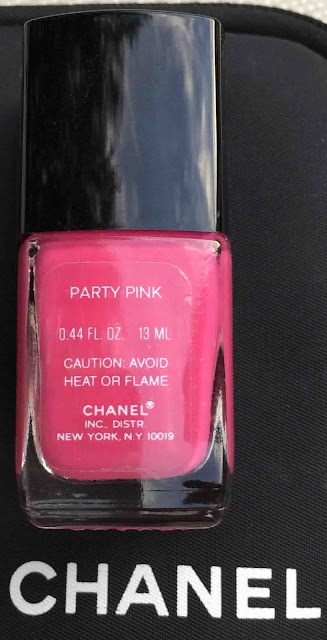 PARTY PINK
0.44 FL. OZ. 13 ML
CAUTION: AVOID
HEAT OR FLAME
CHANEL®
INC., DISTR.
NEW YORK, N.Y. 10019
CHANEL